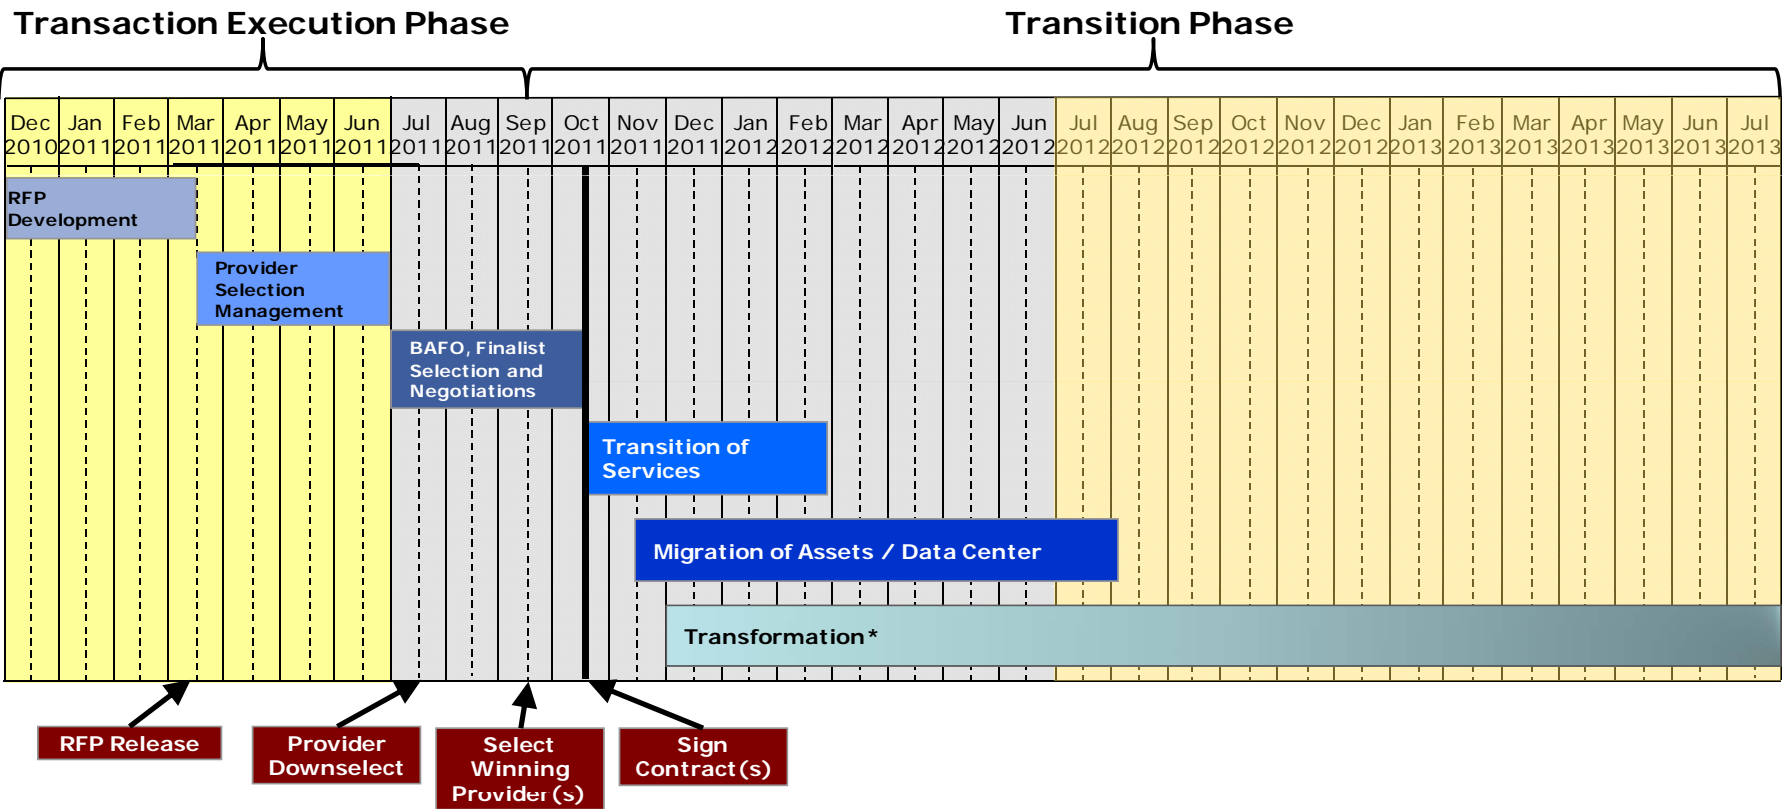 Transaction Execution Phase
Transition Phase
Dec Jan Feb Mar Apr May Jun Jul Aug Sep Oct Nov Dec Jan Feb Mar Apr May Jun Jul Aug Sep Oct Nov Dec Jan Feb Mar Apr May Jun Jul
2010 2011 2011 2011 2011 2011 2011 2011 2011 2011 2011 2011 2011 2012 2012 2012 2012 2012 2012 2012 2012 2012 2012 2012 2012 2013 2013 2013 2013 2013 2013 2013
RFP
Development
Provider
Selection
Management
BAFO, Finalist
Selection and
Negotiations
Transition of
Services
Migration of Assets / Data Center
Transformation*
RFP Release
Provider
Downselect
Select
Winning
Provider(s)
Sign
Contract(s)